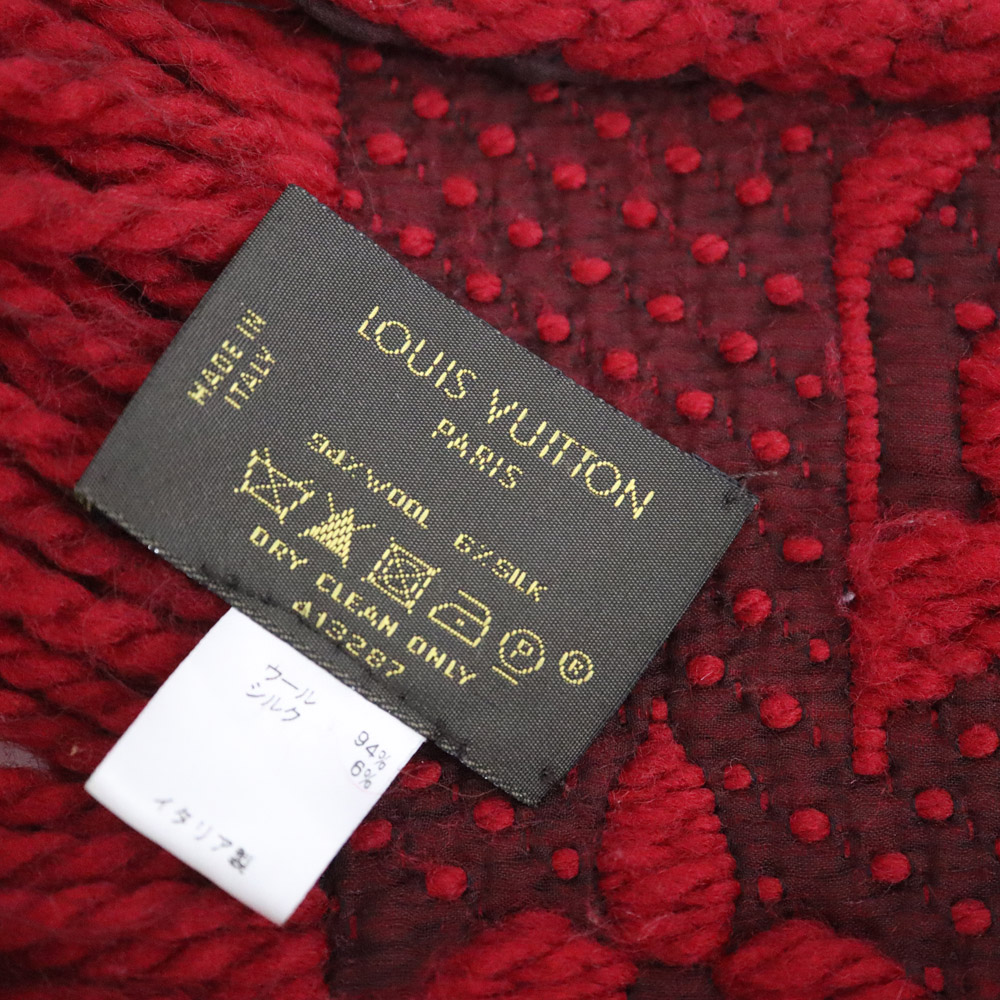 LOUIS VUITTON
PARIS
MADE IN
ITALY
94% WOOL 6% SILK
P ®
DRY CLEAN ONLY
413287
ウール 94%
シルク 6%
イタリア製